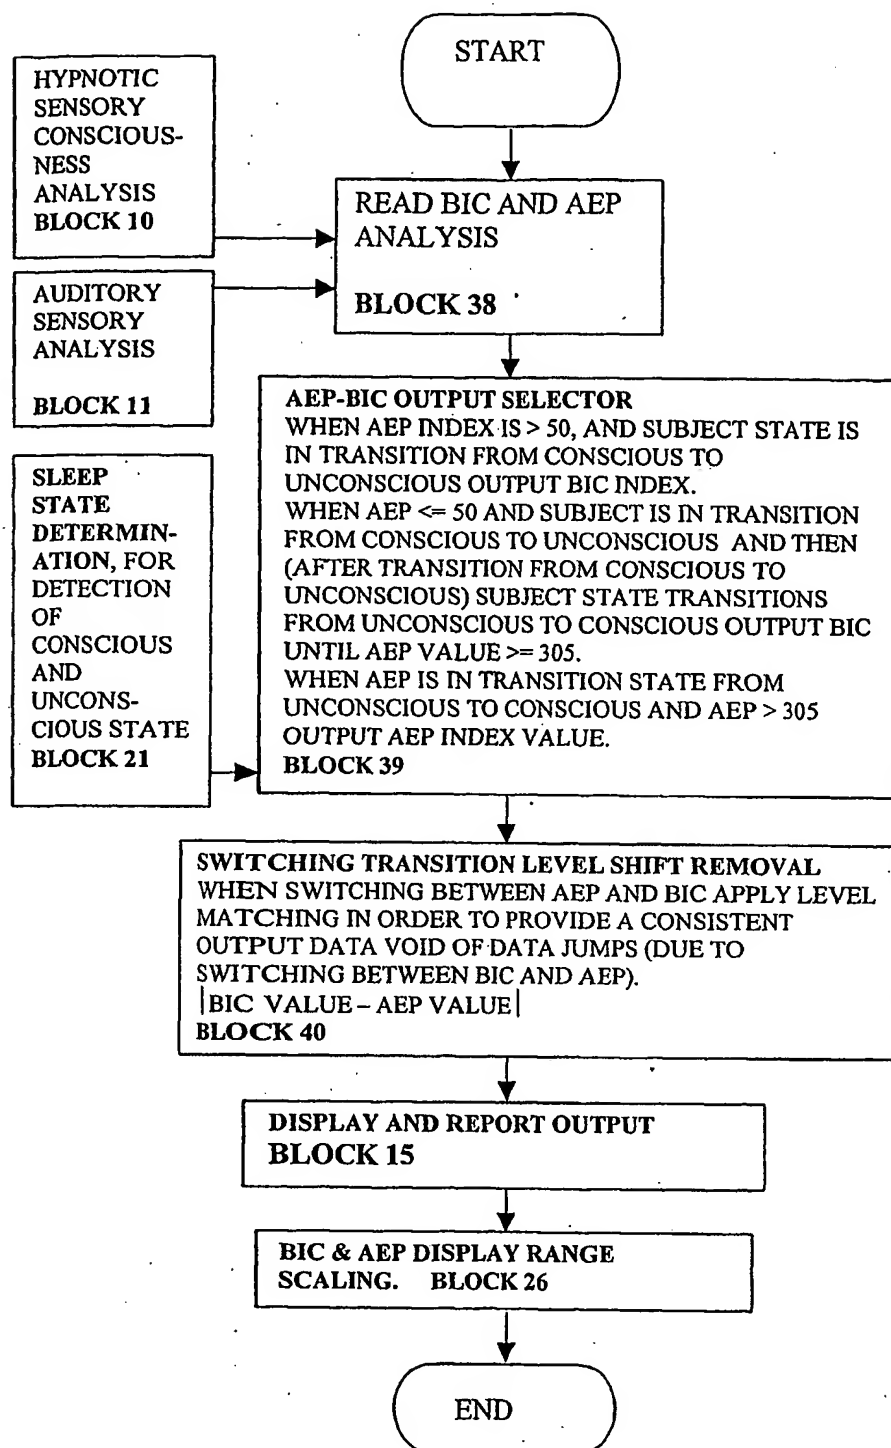 START
HYPNOTIC
SENSORY
CONSCIOUS-
NESS
ANALYSIS
BLOCK 10
READ BIC AND AEP
ANALYSIS
BLOCK 38
AUDITORY
SENSORY
ANALYSIS
BLOCK 11
AEP-BIC OUTPUT SELECTOR
WHEN AEP INDEX IS > 50, AND SUBJECT STATE IS
IN TRANSITION FROM CONSCIOUS TO
UNCONSCIOUS OUTPUT BIC INDEX.
WHEN AEP <= 50 AND SUBJECT IS IN TRANSITION
FROM CONSCIOUS TO UNCONSCIOUS AND THEN
(AFTER TRANSITION FROM CONSCIOUS TO
UNCONSCIOUS) SUBJECT STATE TRANSITIONS
FROM UNCONSCIOUS TO CONSCIOUS OUTPUT BIC
UNTIL AEP VALUE >= 305.
WHEN AEP IS IN TRANSITION STATE FROM
UNCONSCIOUS TO CONSCIOUS AND AEP > 305
OUTPUT AEP INDEX VALUE.
BLOCK 39
SLEEP
STATE
DETERMIN-
ATION, FOR
DETECTION
OF
CONSCIOUS
AND
UNCONS-
CIOUS STATE
BLOCK 21
SWITCHING TRANSITION LEVEL SHIFT REMOVAL
WHEN SWITCHING BETWEEN AEP AND BIC APPLY LEVEL
MATCHING IN ORDER TO PROVIDE A CONSISTENT
OUTPUT DATA VOID OF DATA JUMPS (DUE TO
SWITCHING BETWEEN BIC AND AEP).
|BIC VALUE – AEP VALUE|
BLOCK 40
DISPLAY AND REPORT OUTPUT
BLOCK 15
BIC & AEP DISPLAY RANGE
SCALING. BLOCK 26
END